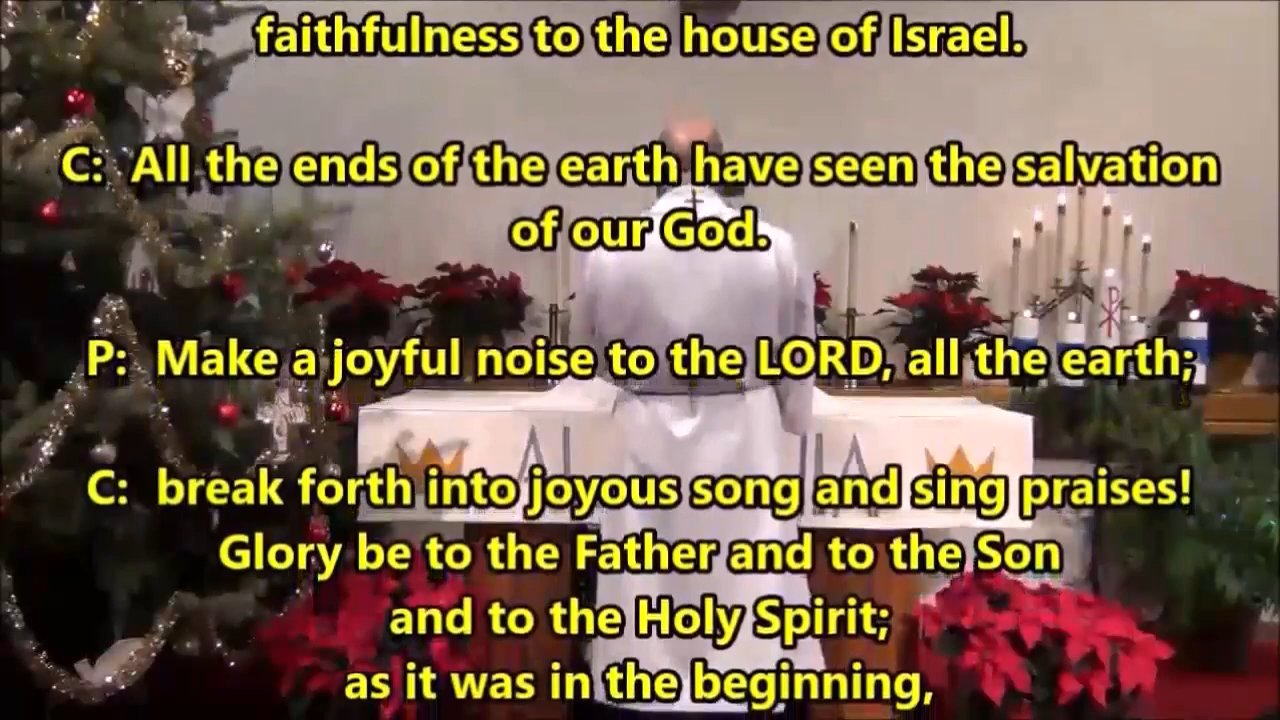 faithfulness to the house of Israel.
C: All the ends of the earth have seen the salvation
of our God.
P: Make a joyful noise to the LORD, all the earth;
C: break forth into joyous song and sing praises!
Glory be to the Father and to the Son
and to the Holy Spirit;
as it was in the beginning,